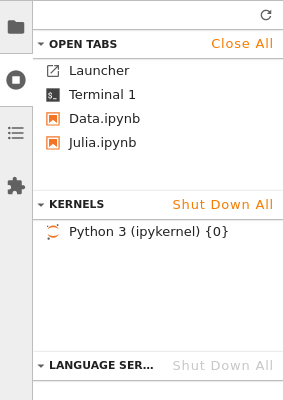 OPEN TABS Close All
Launcher
$_ Terminal 1
Data.ipynb
Julia.ipynb
KERNELS Shut Down All
Python 3 (ipykernel) {0}
LANGUAGE SER... Shut Down All